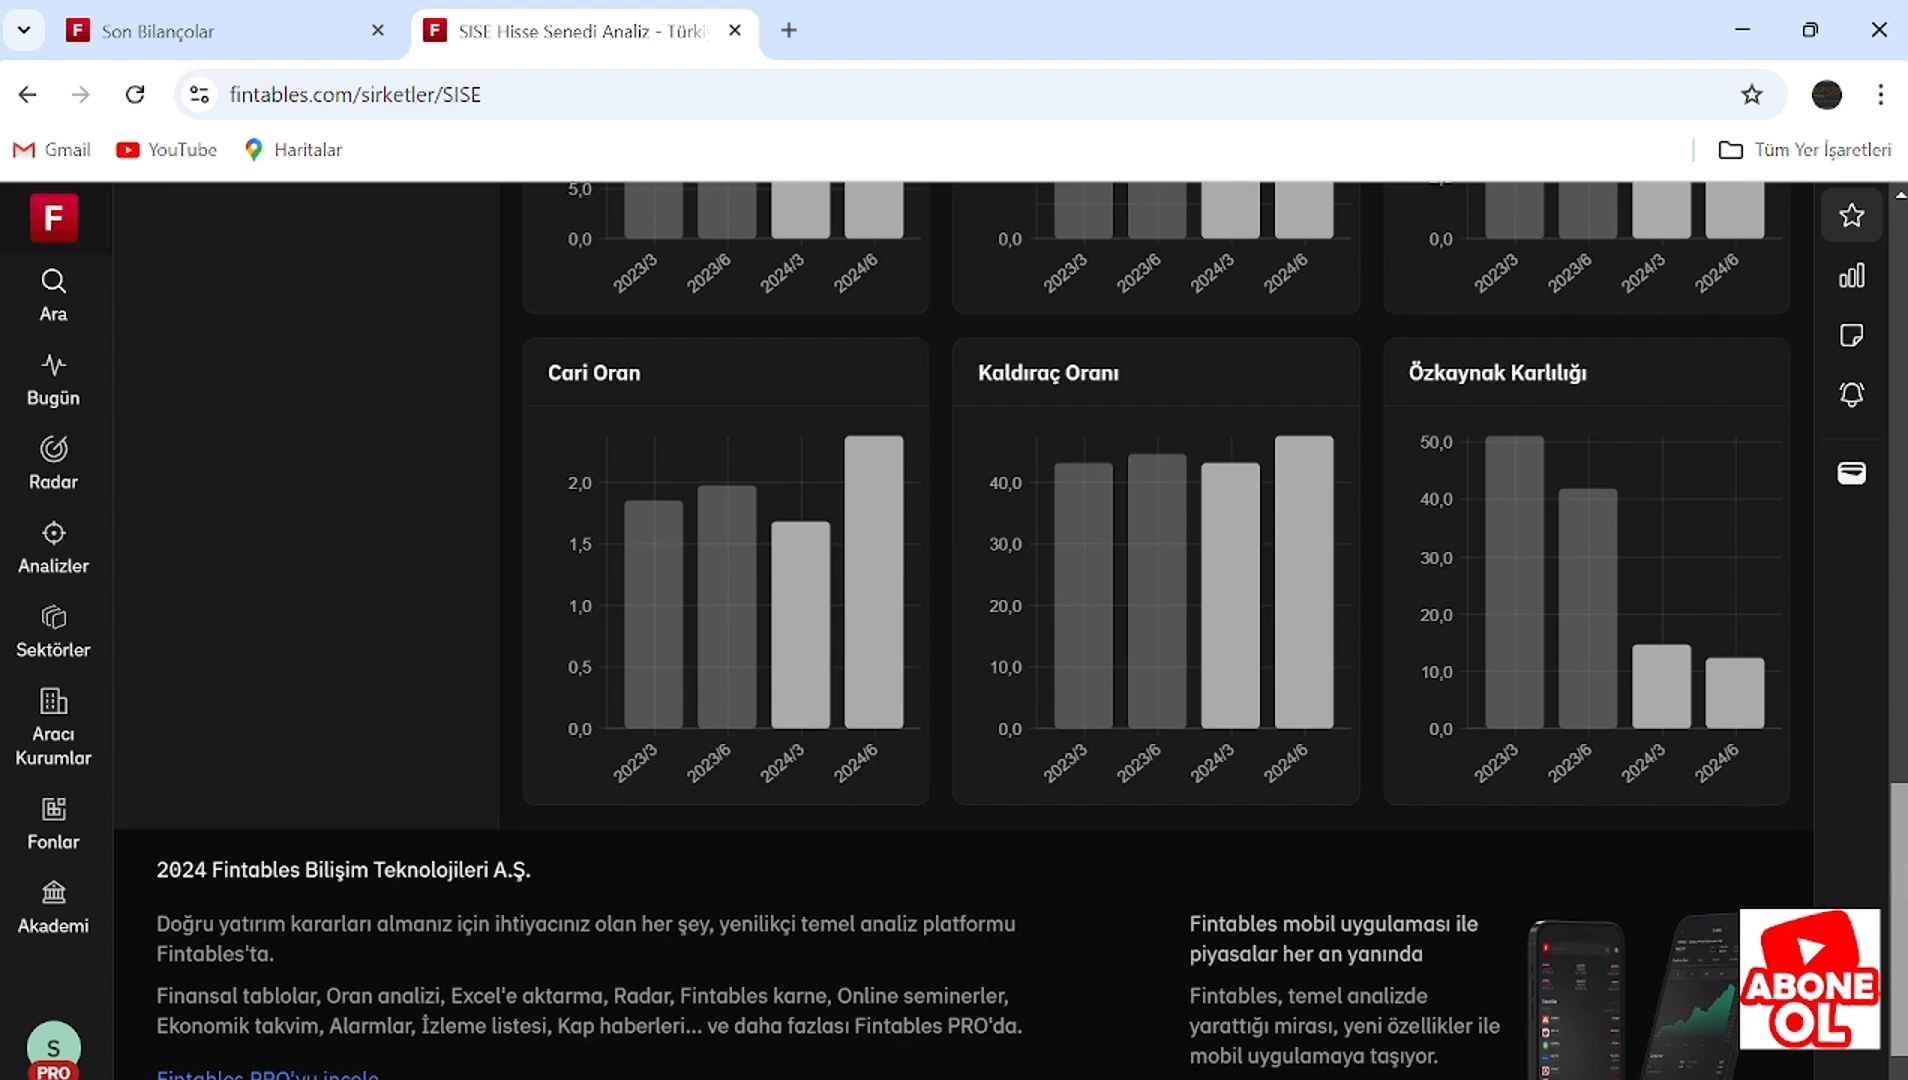 Son Bilançolar
SISE Hisse Senedi Analiz - Türki
fintables.com/sirketler/SISE
Gmail
YouTube
Haritalar
Tüm Yer İşaretleri
F
Ara
Bugün
Radar
Analizler
Sektörler
Aracı
Kurumlar
Fonlar
Akademi
S
PRO
5,0
0,0
2023/3 2023/6 2024/3 2024/6
0,0
2023/3 2023/6 2024/3 2024/6
0,0
2023/3 2023/6 2024/3 2024/6
Cari Oran
2,0
1,5
1,0
0,5
0,0
2023/3 2023/6 2024/3 2024/6
Kaldıraç Oranı
40,0
30,0
20,0
10,0
0,0
2023/3 2023/6 2024/3 2024/6
Özkaynak Karlılığı
50,0
40,0
30,0
20,0
10,0
0,0
2023/3 2023/6 2024/3 2024/6
2024 Fintables Bilişim Teknolojileri A.Ş.
Doğru yatırım kararları almanız için ihtiyacınız olan her şey, yenilikçi temel analiz platformu
Fintables'ta.
Finansal tablolar, Oran analizi, Excel'e aktarma, Radar, Fintables karne, Online seminerler,
Ekonomik takvim, Alarmlar, İzleme listesi, Kap haberleri... ve daha fazlası Fintables PRO'da.
Fintables PRO'yu incele
Fintables mobil uygulaması ile
piyasalar her an yanında
Fintables, temel analizde
yarattığı mirası, yeni özellikler ile
mobil uygulamaya taşıyor.
ABONE
OL